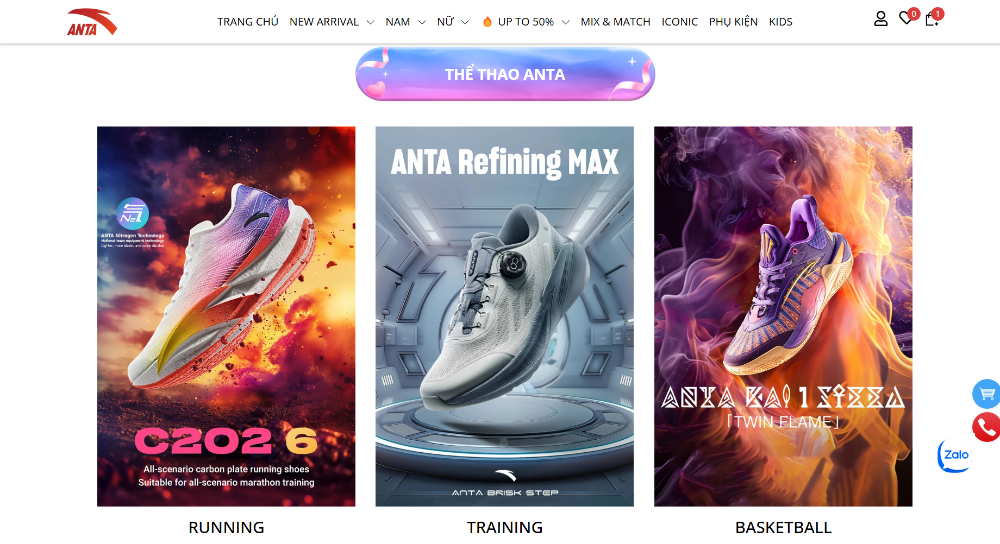 ANTA
TRANG CHỦ NEW ARRIVAL NAM NỮ UP TO 50% MIX & MATCH ICONIC PHỤ KIỆN KIDS
0
1
THỂ THAO ANTA
N2
ANTA Nitrogen Technology
National team equipment technology
Lighter, more elastic and more durable
C202 6
All-scenario carbon plate running shoes
Suitable for all-scenario marathon training
RUNNING
ANTA Refining MAX
ANTA
ANTA BRISK STEP
TRAINING
ANTA KAI 1 SPEED
「TWIN FLAME」
BASKETBALL
Zalo